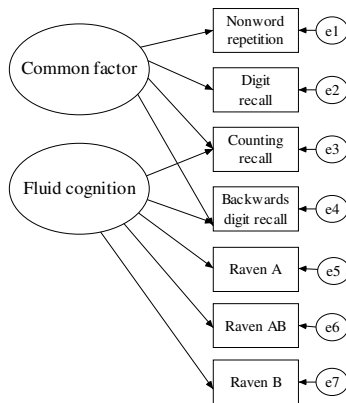 Nonword
repetition
e1
Common factor
Digit
recall
e2
Counting
recall
e3
Fluid cognition
Backwards
digit recall
e4
Raven A
e5
Raven AB
e6
Raven B
e7